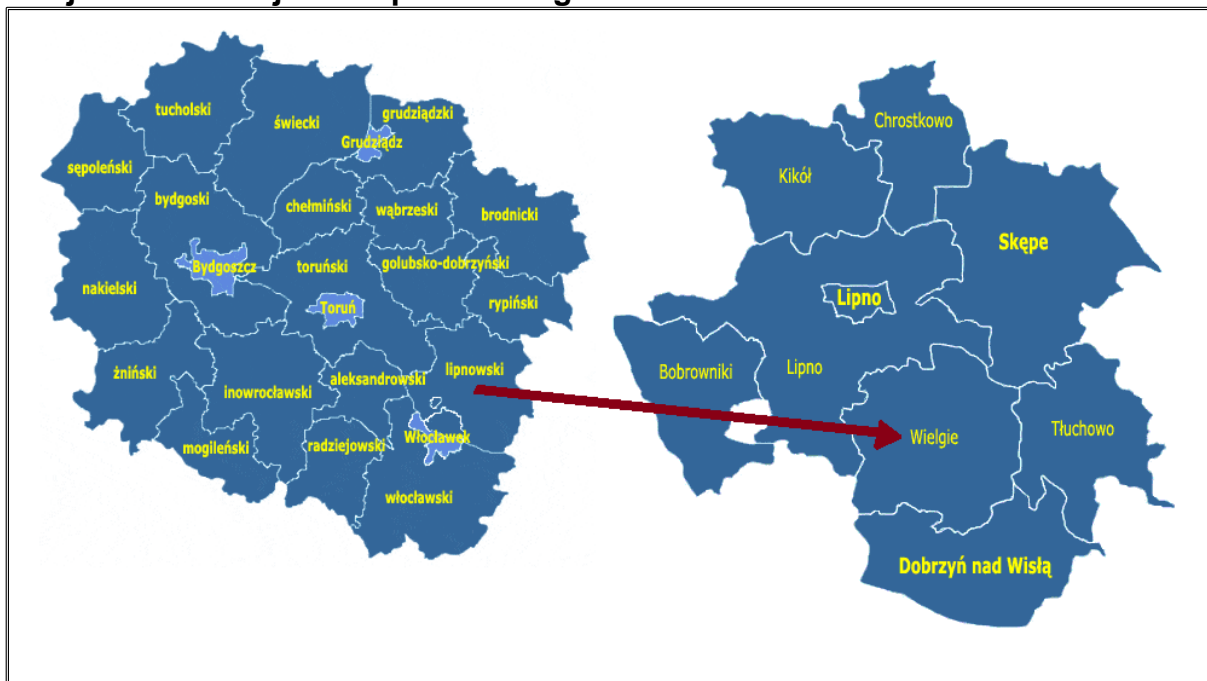 tucholski
świecki
grudziądzki
Grudziądz
sępoleński
bydgoski
chełmiński
wąbrzeski
brodnicki
Bydgoszcz
toruński
golubsko-dobrzyński
nakielski
Toruń
rypiński
żniński
inowrocławski
aleksandrowski
lipnowski
mogileński
radziejowski
Włocławek
włocławski
Chrostkowo
Kikół
Skępe
Lipno
Bobrowniki
Lipno
Wielgie
Tłuchowo
Dobrzyń nad Wisłą